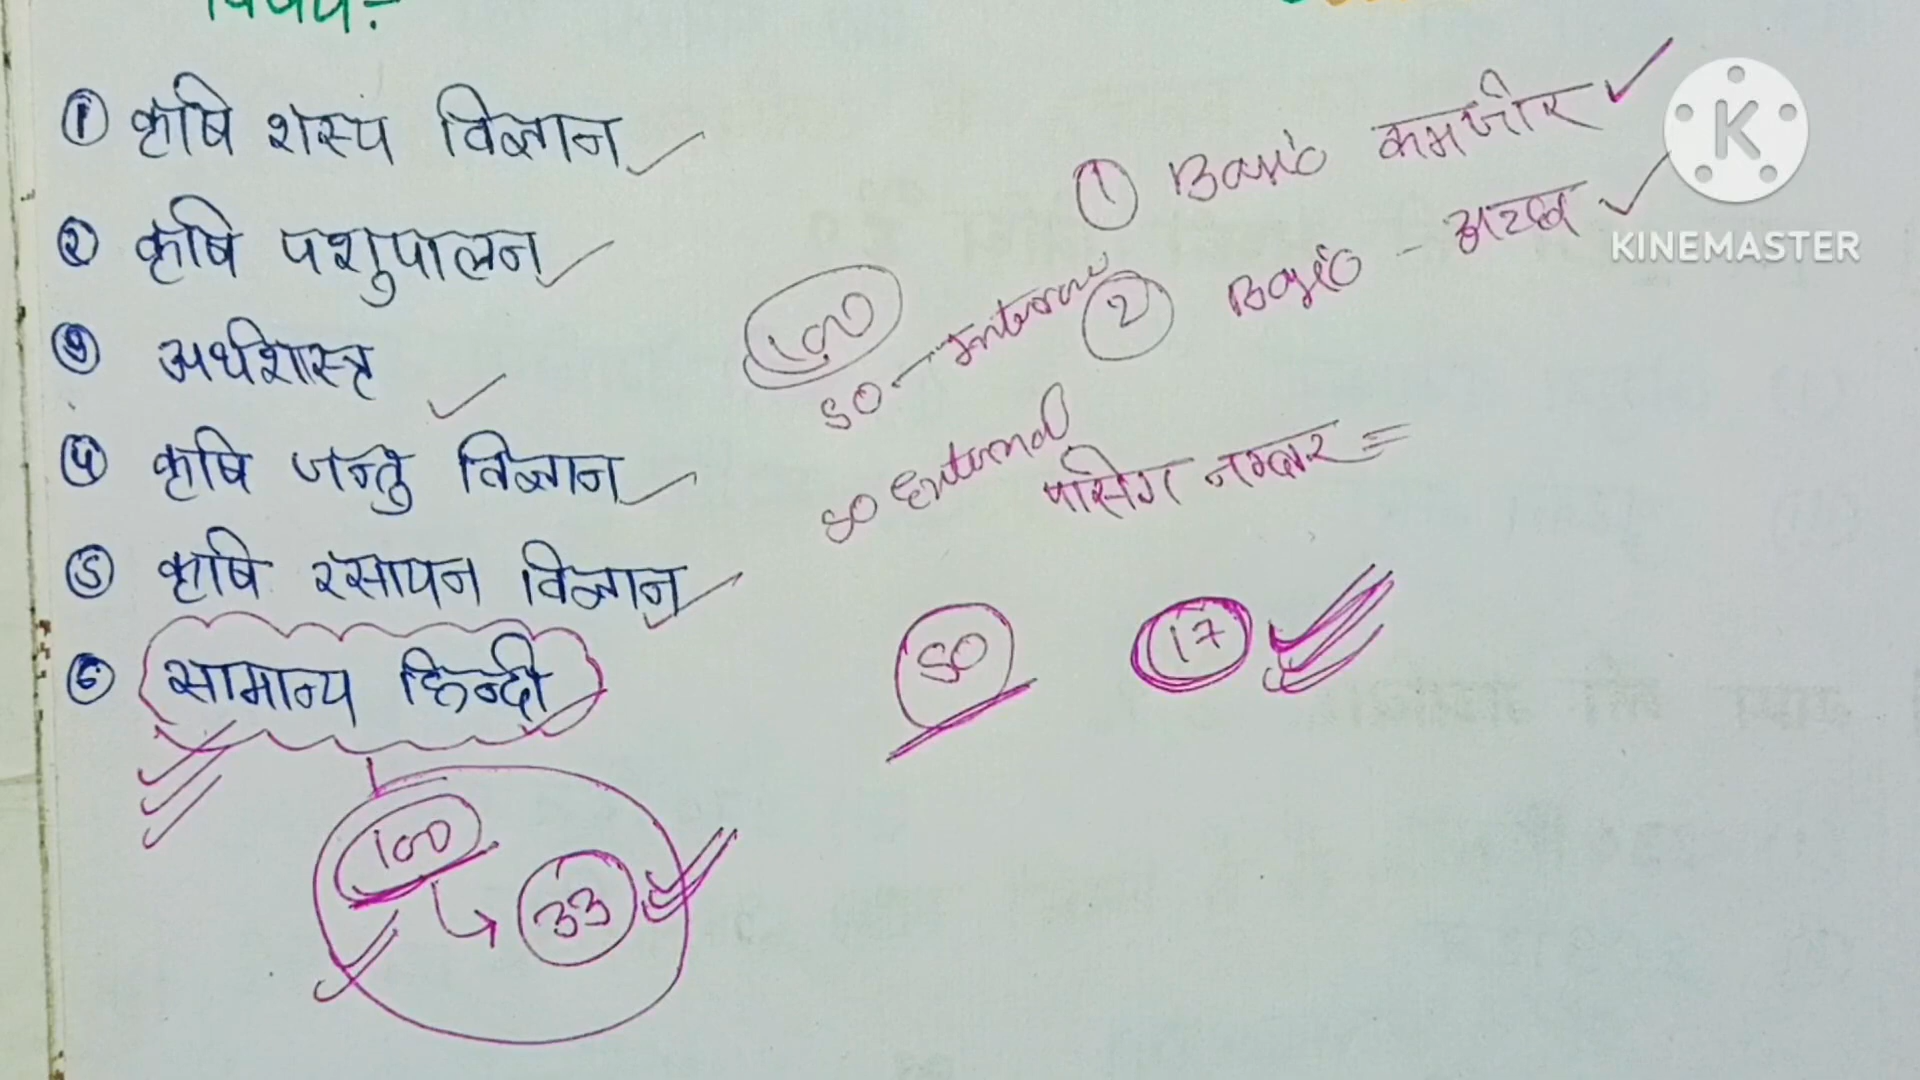 विषय:-
① कृषि शस्य विज्ञान
② कृषि पशुपालन
③ अर्थशास्त्र
④ कृषि जन्तु विज्ञान
⑤ कृषि रसायन विज्ञान
⑥ सामान्य हिन्दी
100
33
① Basic कमजोर
② Basic - अच्छा
KINEMASTER
100
50 - Internal
50 External
पासिंग नम्बर =
50
17